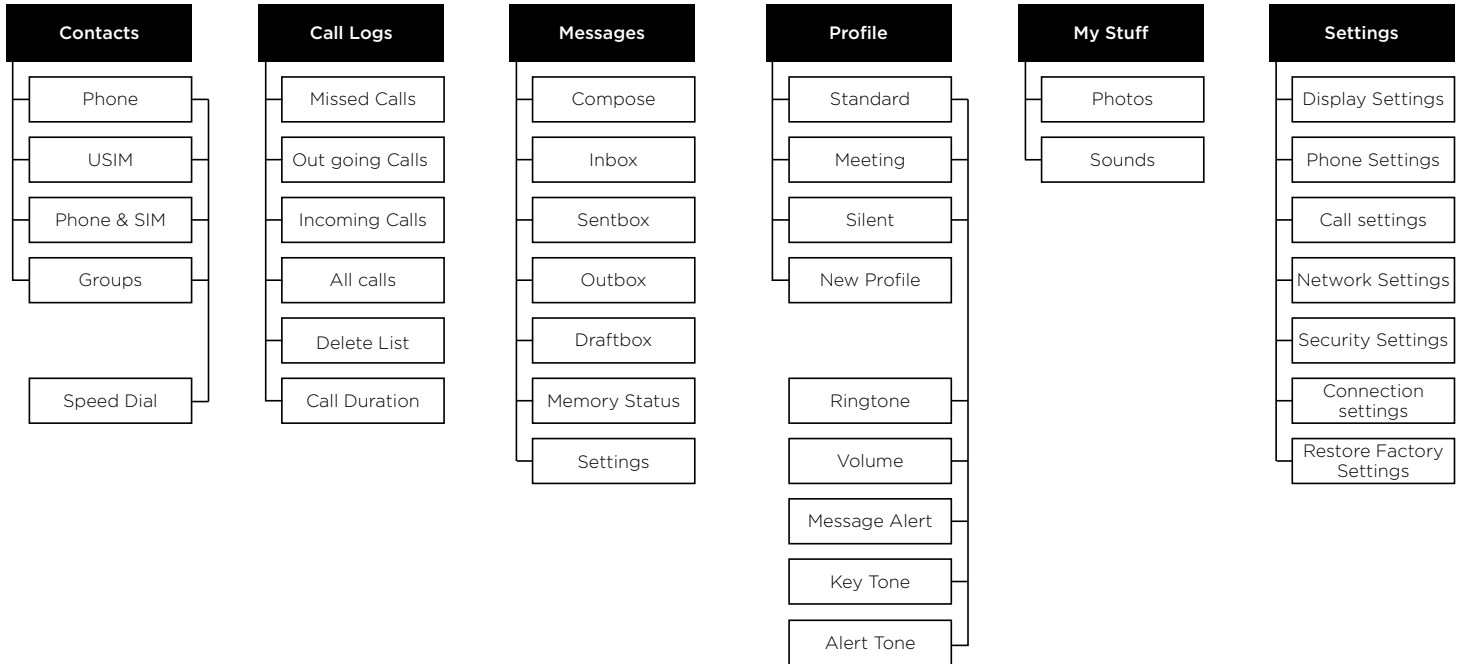 Contacts
Phone
USIM
Phone & SIM
Groups
Speed Dial
Call Logs
Missed Calls
Out going Calls
Incoming Calls
All calls
Delete List
Call Duration
Messages
Compose
Inbox
Sentbox
Outbox
Draftbox
Memory Status
Settings
Profile
Standard
Meeting
Silent
New Profile
Ringtone
Volume
Message Alert
Key Tone
Alert Tone
My Stuff
Photos
Sounds
Settings
Display Settings
Phone Settings
Call settings
Network Settings
Security Settings
Connection
settings
Restore Factory
Settings